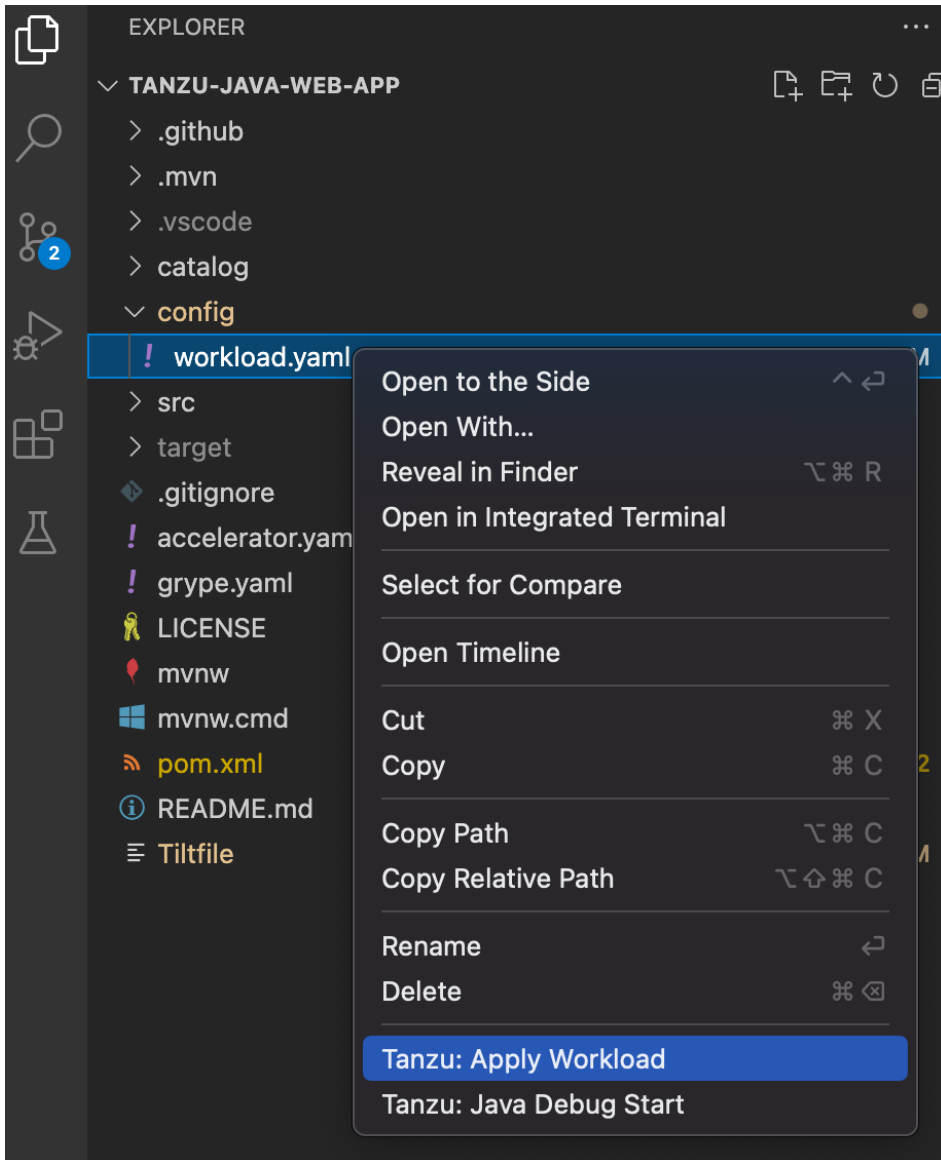 EXPLORER
TANZU-JAVA-WEB-APP
.github
.mvn
.vscode
2
catalog
config
! workload.yaml M
Open to the Side ^ ↩
src
Open With...
target
Reveal in Finder ⌥ ⌘ R
.gitignore
Open in Integrated Terminal
! accelerator.yam
! grype.yaml
Select for Compare
LICENSE
Open Timeline
mvnw
mvnw.cmd
Cut ⌘ X
pom.xml 2
Copy ⌘ C
README.md
Copy Path ⌥ ⌘ C
Tiltfile M
Copy Relative Path ⌥ ⇧ ⌘ C
Rename ↩
Delete ⌘ ⌫
Tanzu: Apply Workload
Tanzu: Java Debug Start